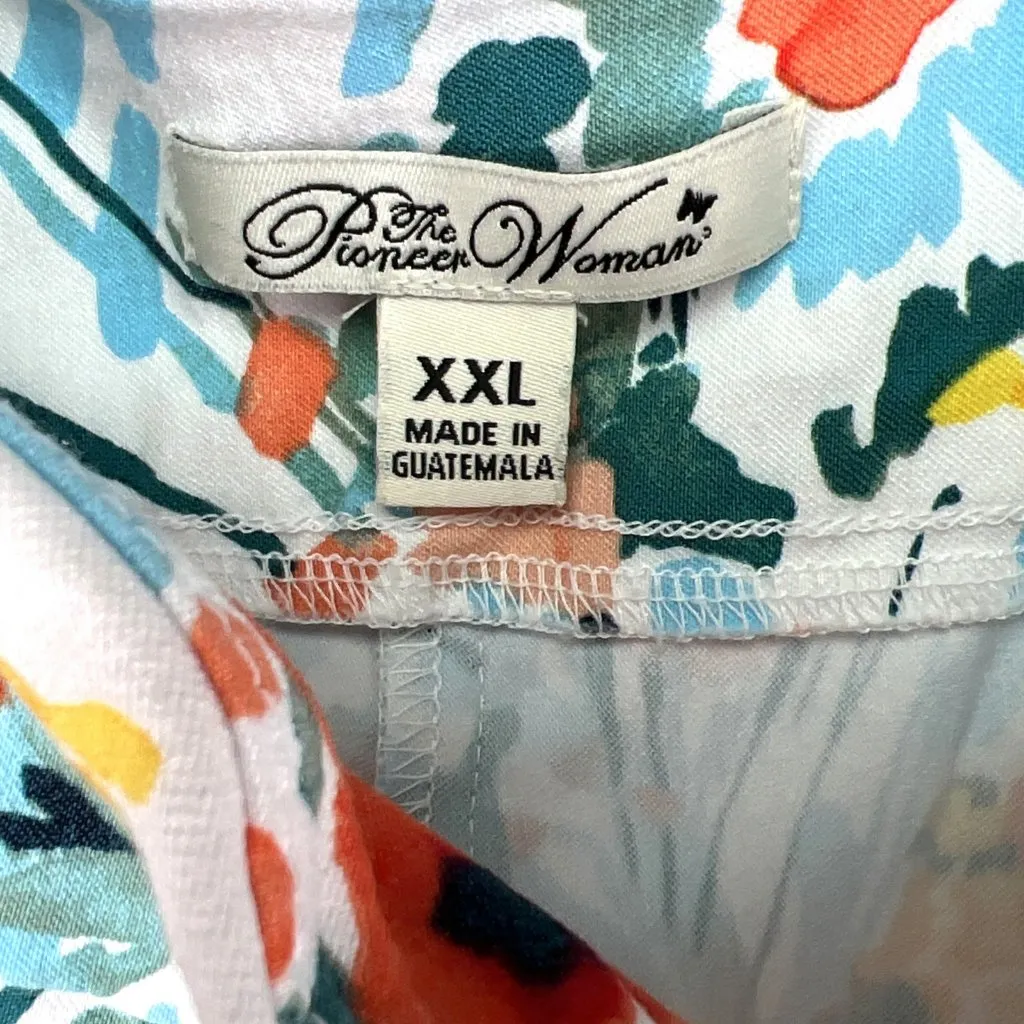 The
Pioneer Woman
XXL
MADE IN
GUATEMALA